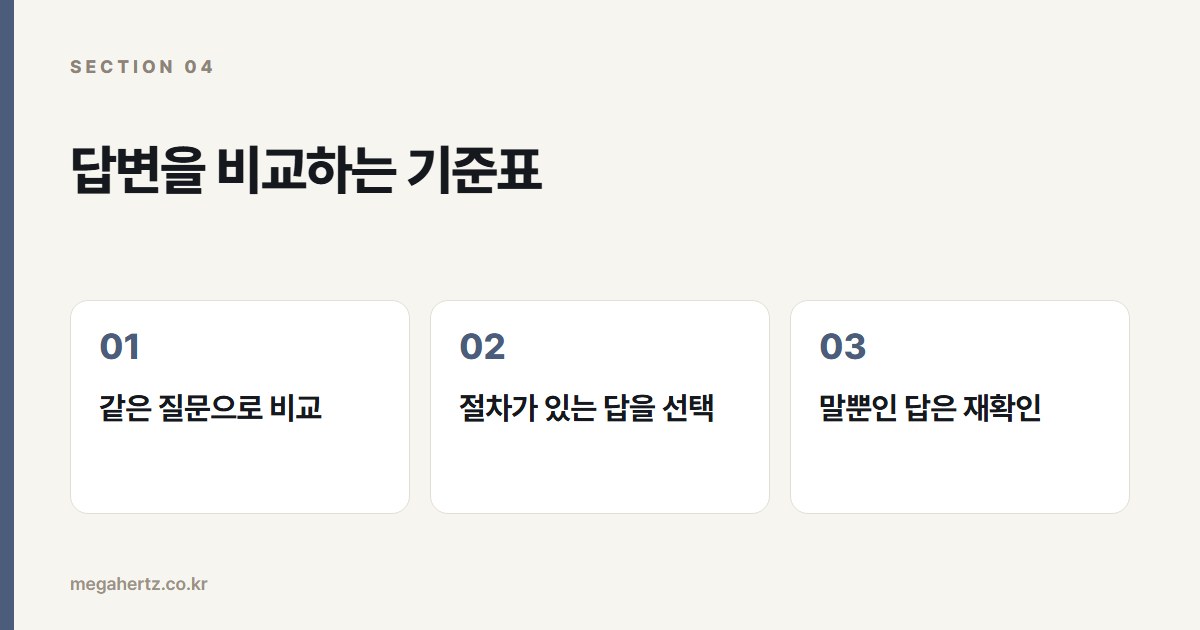 SECTION 04
답변을 비교하는 기준표
01
같은 질문으로 비교
02
절차가 있는 답을 선택
03
말뿐인 답은 재확인
megahertz.co.kr